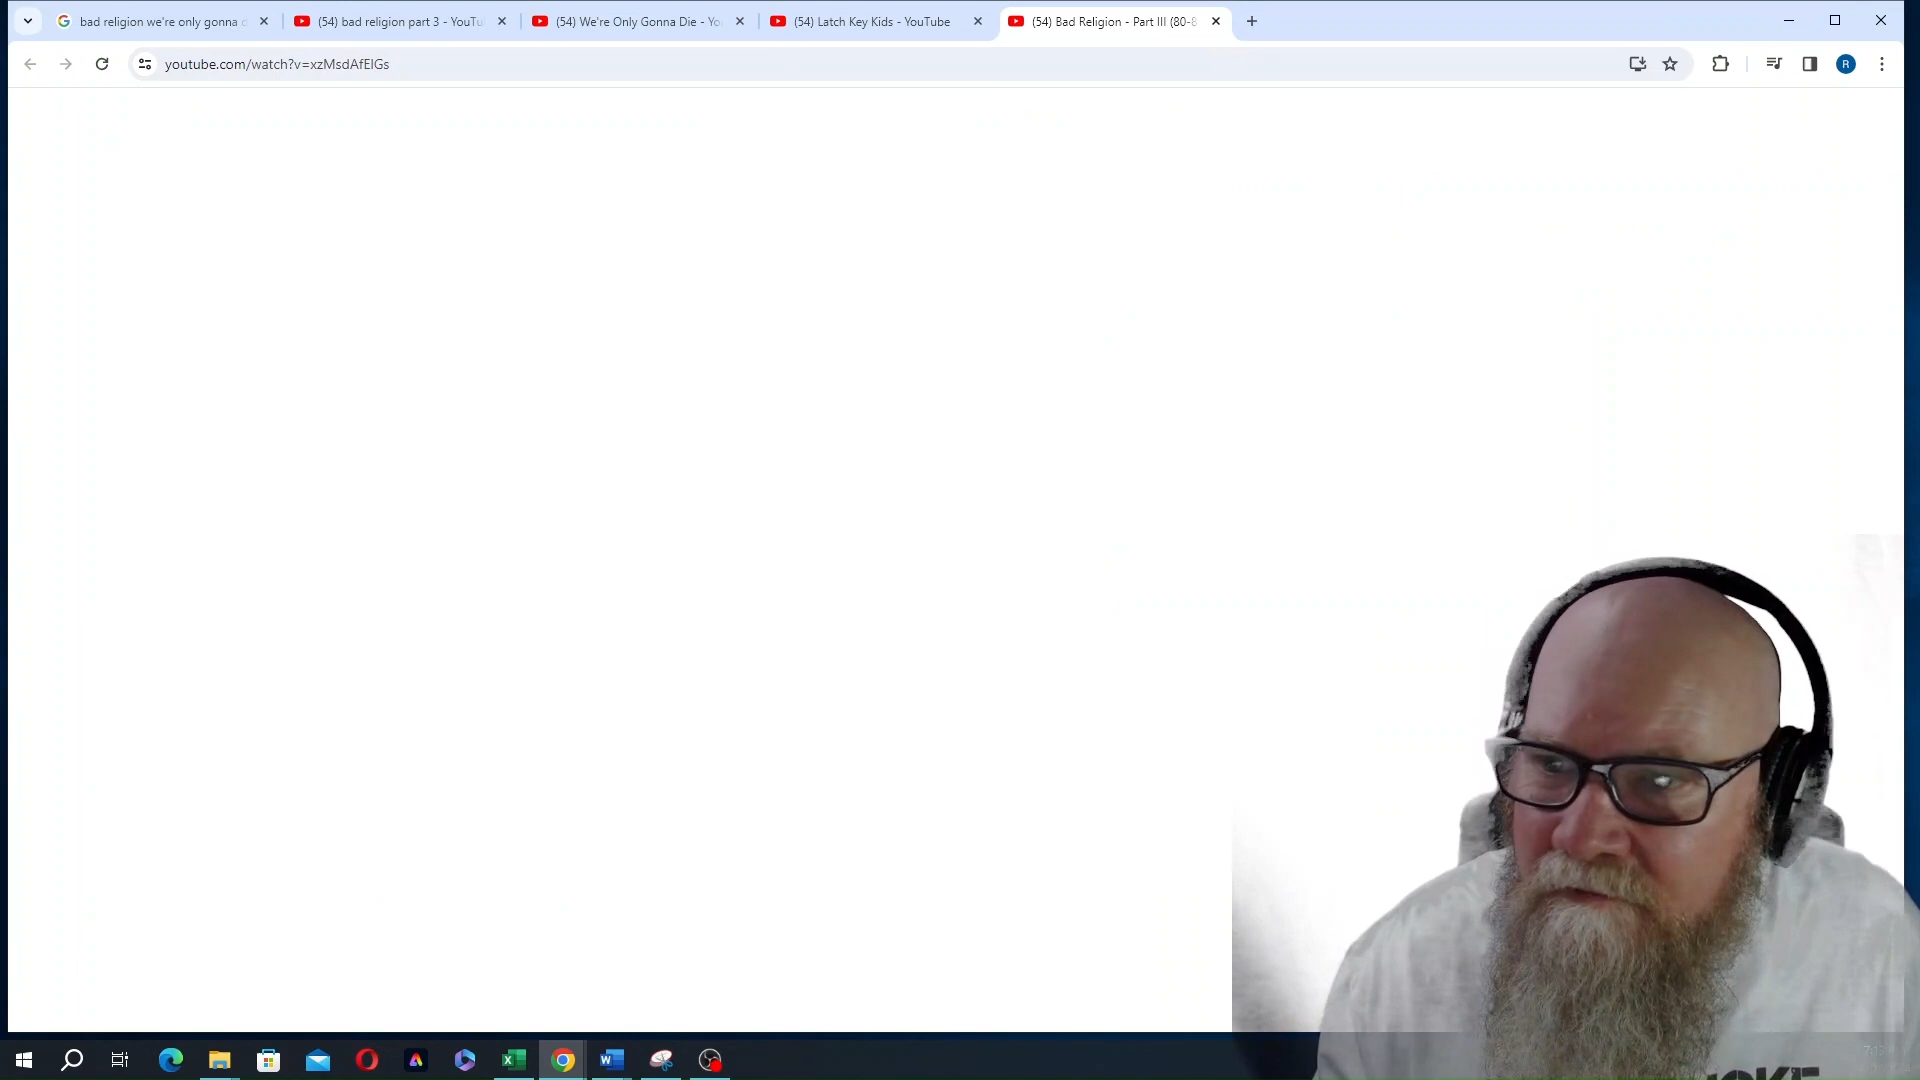 bad religion we're only gonna d
(54) bad religion part 3 - YouTu
(54) We're Only Gonna Die - Yo
(54) Latch Key Kids - YouTube
(54) Bad Religion - Part III (80-8
youtube.com/watch?v=xzMsdAfEIGs
R